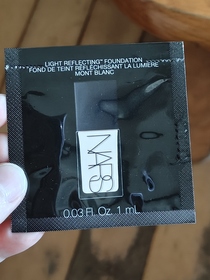 LIGHT REFLECTING™ FOUNDATION
FOND DE TEINT RÉFLÉCHISSANT LA LUMIÈRE
MONT BLANC
NARS
0.03 Fl. Oz. 1 mL